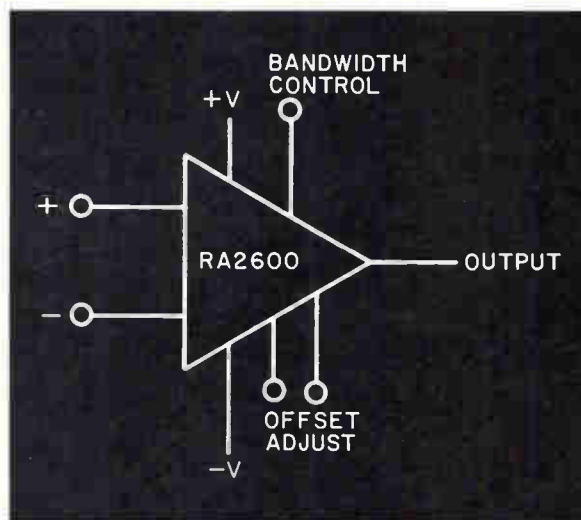 BANDWIDTH
CONTROL
+V
+
RA2600
OUTPUT
-
OFFSET
ADJUST
-V